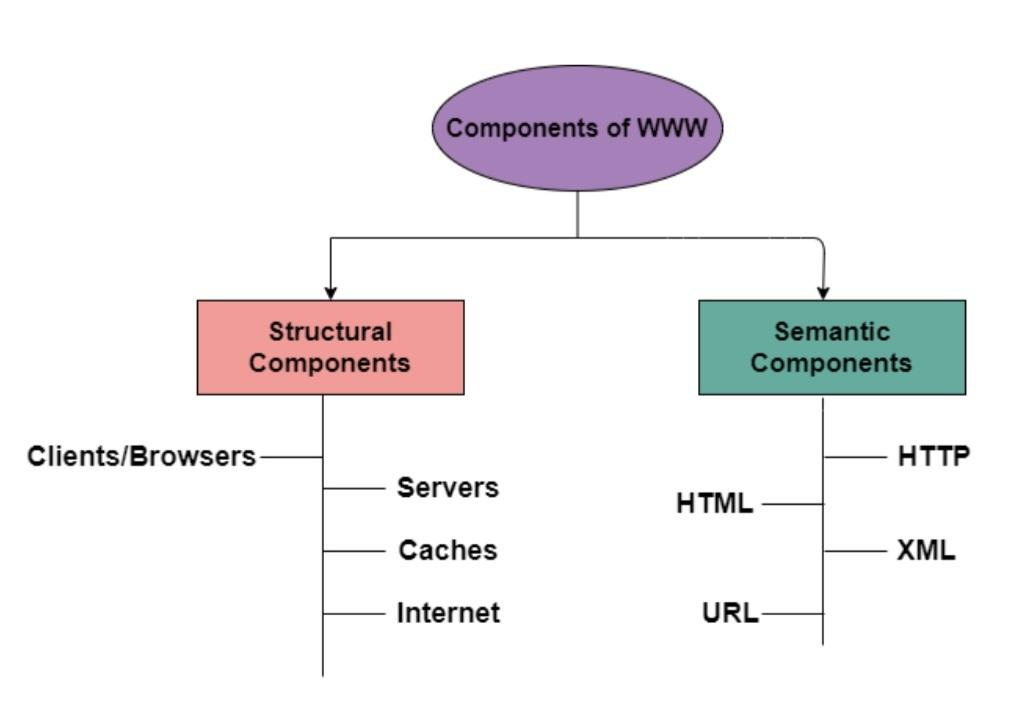 Components of WWW
Structural
Components
Semantic
Components
Clients/Browsers
Servers
Caches
Internet
HTTP
HTML
XML
URL